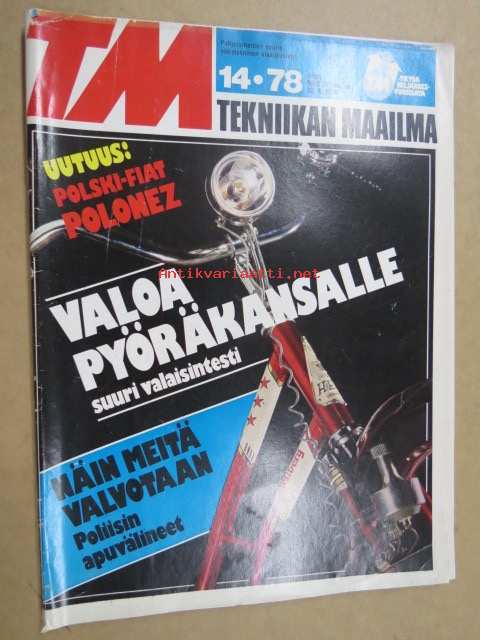 TM
14•78
TEKNIIKAN MAAILMA
UUTUUS:
POLSKI-FIAT
POLONEZ
Antikvariaatti.net
VALOA
PYÖRÄKANSALLE
suuri valaisintesti
NÄIN MEITÄ
VALVOTAAN
Poliisin
apuvälineet